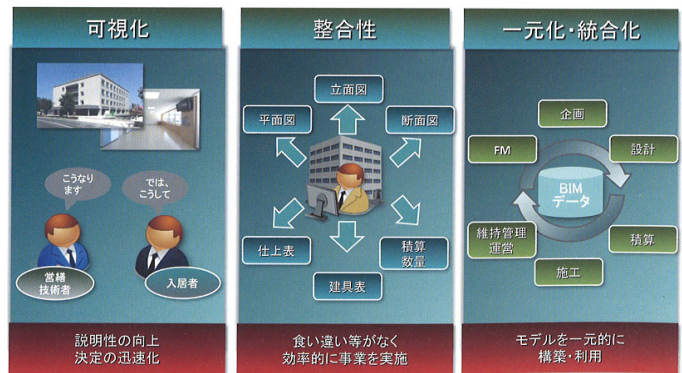 可視化
こうなり
ます
では、
こうして
営繕
技術者
入居者
説明性の向上
決定の迅速化
整合性
立面図
平面図
断面図
仕上表
積算
数量
建具表
食い違い等がなく
効率的に事業を実施
一元化・統合化
企画
FM
設計
BIM
データ
維持管理
運営
積算
施工
モデルを一元的に
構築・利用